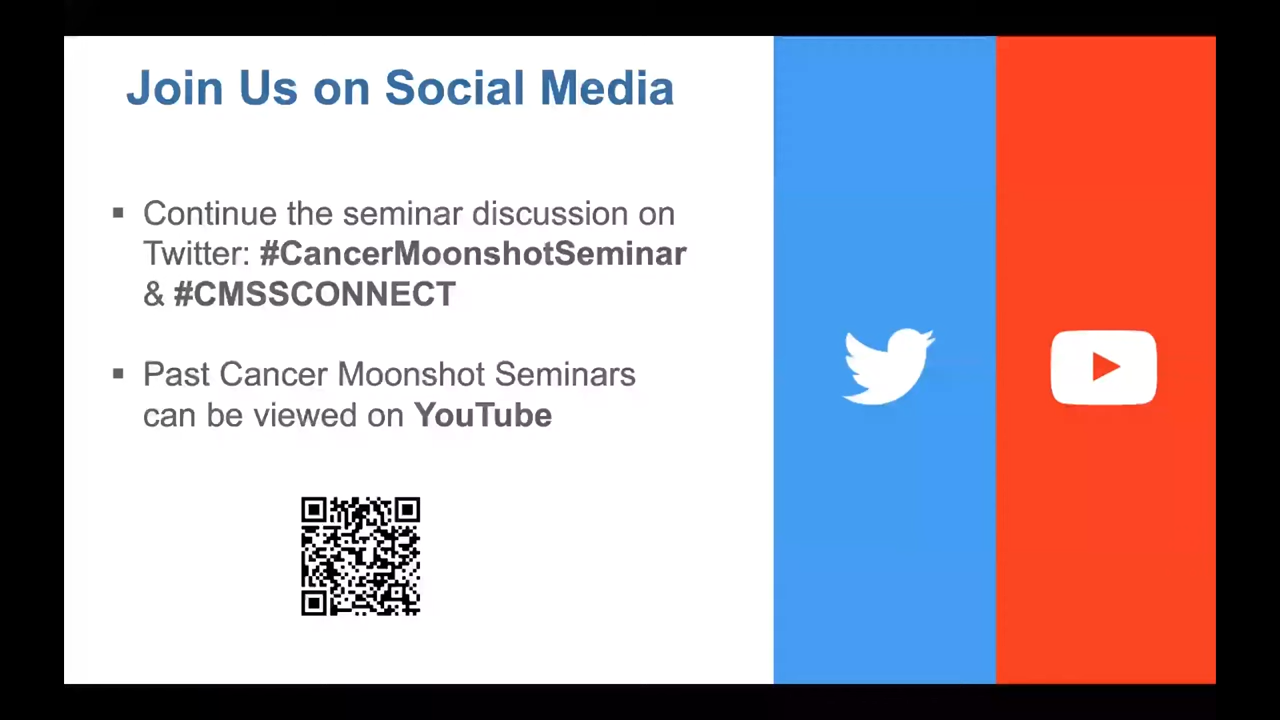 Join Us on Social Media
▪ Continue the seminar discussion on
Twitter: #CancerMoonshotSeminar
& #CMSSCONNECT
▪ Past Cancer Moonshot Seminars
can be viewed on YouTube